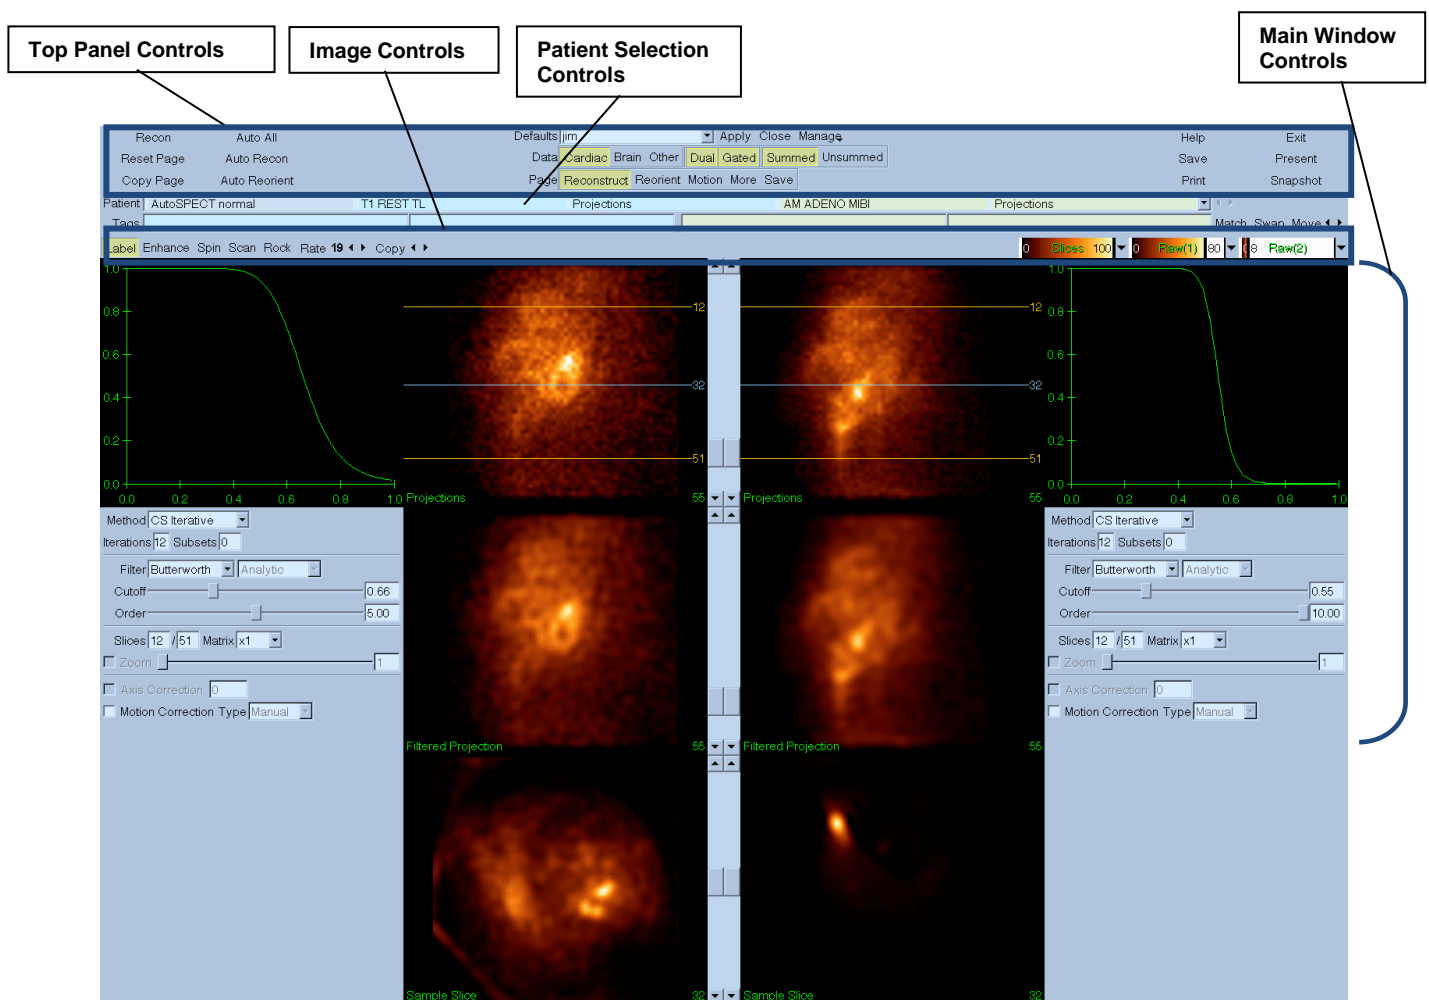 Top Panel Controls
Image Controls
Patient Selection
Controls
Main Window
Controls
Recon Auto All Defaults jim Apply Close Manage Help Exit
Reset Page Auto Recon Data Cardiac Brain Other Dual Gated Summed Unsummed Save Present
Copy Page Auto Reorient Page Reconstruct Reorient Motion More Save Print Snapshot
Patient AutoSPECT normal T1 REST TL Projections AM ADENO MIBI Projections
Tags Match Swap Move
Label Enhance Spin Scan Rock Rate 19 Copy 0 Slices 100 0 Raw(1) 80 8 Raw(2)
1.0
0.8
0.6
0.4
0.2
0.0
0.0 0.2 0.4 0.6 0.8 1.0
12
32
51
Projections 55
12
32
51
Projections 55
1.0
0.8
0.6
0.4
0.2
0.0
0.0 0.2 0.4 0.6 0.8 1.0
Method CS Iterative
Iterations 12 Subsets 0
Filter Butterworth Analytic
Cutoff 0.66
Order 5.00
Slices 12 / 51 Matrix x1
Zoom 1
Axis Correction 0
Motion Correction Type Manual
Filtered Projection 55
Filtered Projection 55
Method CS Iterative
Iterations 12 Subsets 0
Filter Butterworth Analytic
Cutoff 0.55
Order 10.00
Slices 12 / 51 Matrix x1
Zoom 1
Axis Correction 0
Motion Correction Type Manual
Sample Slice 32
Sample Slice 32